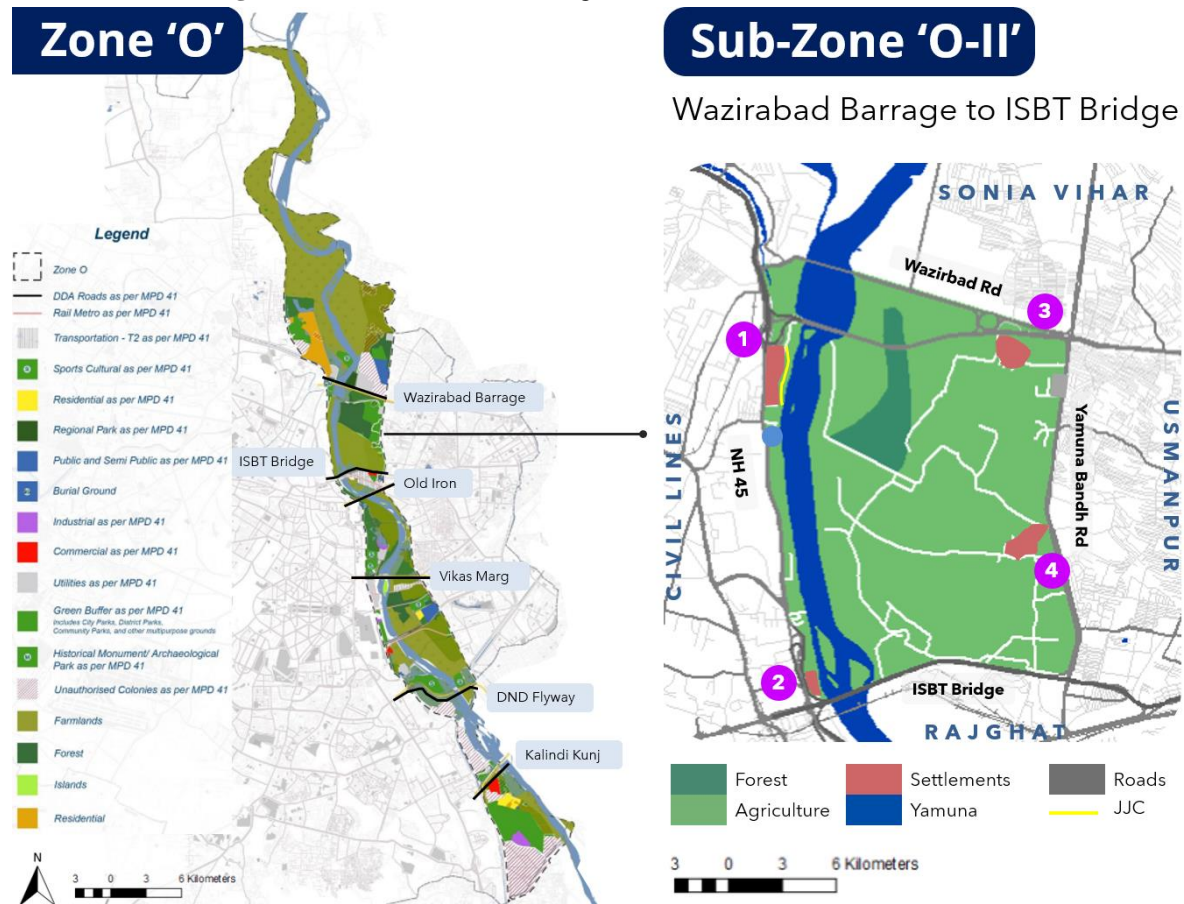 Zone ‘O’
Legend
Zone O
DDA Roads as per MPD 41
Rail Metro as per MPD 41
Transportation - T2 as per MPD 41
Sports Cultural as per MPD 41
Residential as per MPD 41
Regional Park as per MPD 41
Public and Semi Public as per MPD 41
Burial Ground
Industrial as per MPD 41
Commercial as per MPD 41
Utilities as per MPD 41
Green Buffer as per MPD 41
Includes City Parks, District Parks,
Community Parks, and other multipurpose grounds
Historical Monument/ Archaeological
Park as per MPD 41
Unauthorised Colonies as per MPD 41
Farmlands
Forest
Islands
Residential
N
3 0 3 6 Kilometers
Wazirabad Barrage
ISBT Bridge
Old Iron
Vikas Marg
DND Flyway
Kalindi Kunj
Sub-Zone ‘O-II’
Wazirabad Barrage to ISBT Bridge
SONIA VIHAR
Wazirbad Rd
3
1
CIVIL LINES
NH 45
Yamuna Bandh Rd
USMANPUR
4
2
ISBT Bridge
RAJGHAT
Forest
Settlements
Roads
Agriculture
Yamuna
JJC
3 0 3 6 Kilometers